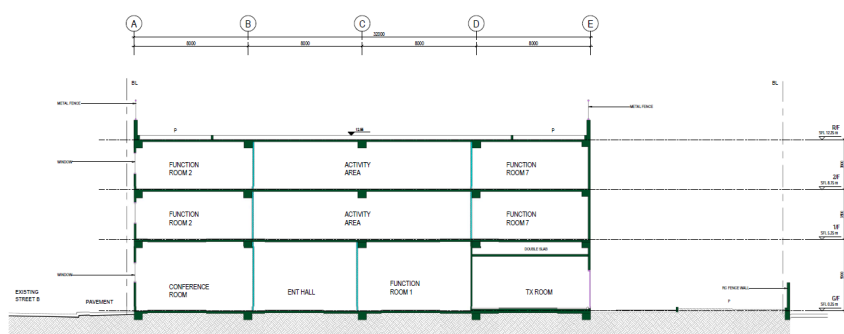 A B C D E
32000
8000 8000 8000 8000
BL BL
METAL FENCE METAL FENCE
P P
R/F
WINDOW
FUNCTION
ROOM 2
ACTIVITY
AREA
FUNCTION
ROOM 7
2/F
FUNCTION
ROOM 2
ACTIVITY
AREA
FUNCTION
ROOM 7
1/F
DOUBLE SLAB
WINDOW
CONFERENCE
ROOM
ENT HALL
FUNCTION
ROOM 1
TX ROOM
EXISTING
STREET B
PAVEMENT
P
G/F